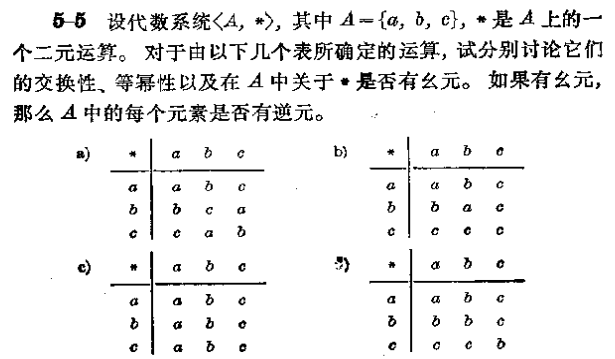 5-5 设代数系统〈A, *〉, 其中 A={a, b, c}, * 是 A 上的一
个二元运算。对于由以下几个表所确定的运算, 试分别讨论它们
的交换性、等幂性以及在 A 中关于 * 是否有幺元。如果有幺元,
那么 A 中的每个元素是否有逆元。
a) * a b c
a a b c
b b c a
c c a b
b) * a b c
a a b c
b b a c
c c c c
c) * a b c
a a b c
b a b c
c a b c
* a b c
a a b c
b b b c
c c c b